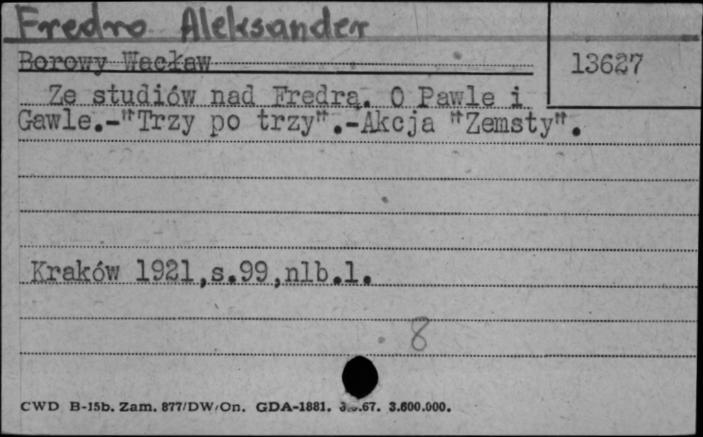 Fredro Aleksander
Borowy Wacław
13627
Ze studiów nad Fredrą. O Pawle i
Gawle.-"Trzy po trzy".-Akcja "Zemsty".
Kraków 1921,s.99,nlb.1.
8
CWD B-15b. Zam. 877/DW/On. GDA-1881. 67. 3.600.000.